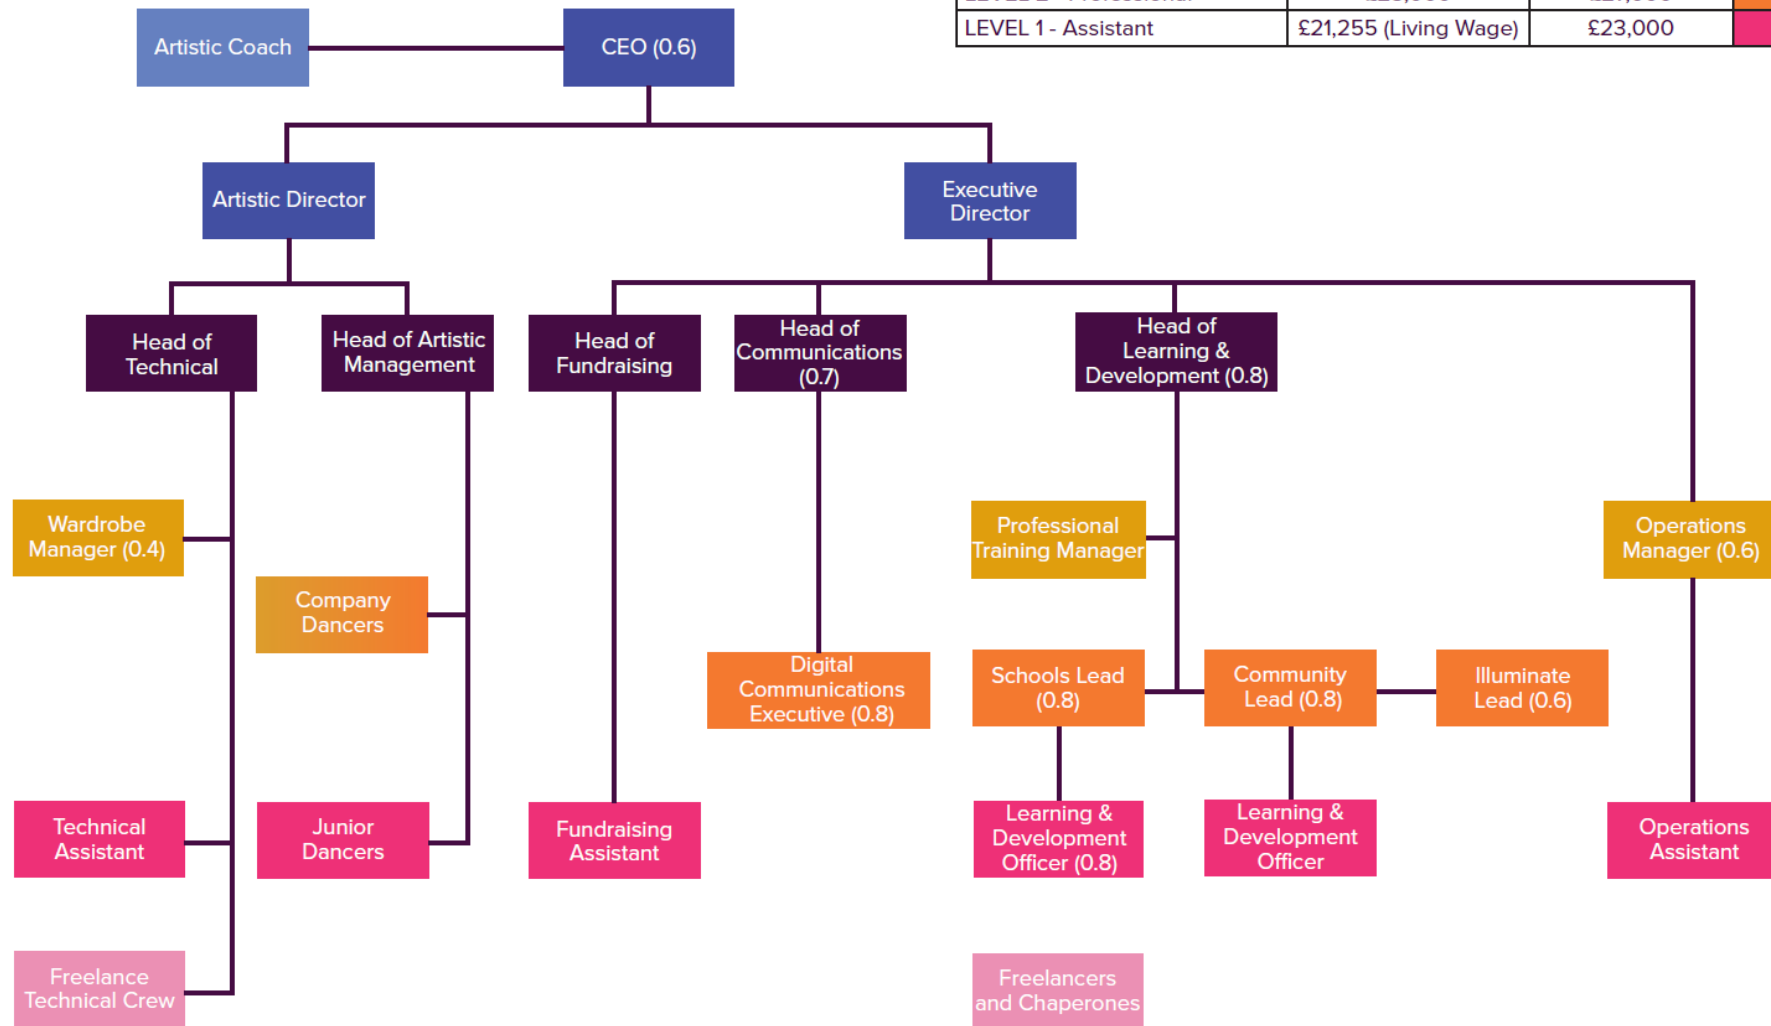 LEVEL 1 - Assistant £21,255 (Living Wage) £23,000
Artistic Coach
CEO (0.6)
Artistic Director
Executive
Director
Head of
Technical
Head of Artistic
Management
Head of
Fundraising
Head of
Communications
(0.7)
Head of
Learning &
Development (0.8)
Wardrobe
Manager (0.4)
Company
Dancers
Professional
Training Manager
Operations
Manager (0.6)
Digital
Communications
Executive (0.8)
Schools Lead
(0.8)
Community
Lead (0.8)
Illuminate
Lead (0.6)
Technical
Assistant
Junior
Dancers
Fundraising
Assistant
Learning &
Development
Officer (0.8)
Learning &
Development
Officer
Operations
Assistant
Freelance
Technical Crew
Freelancers
and Chaperones